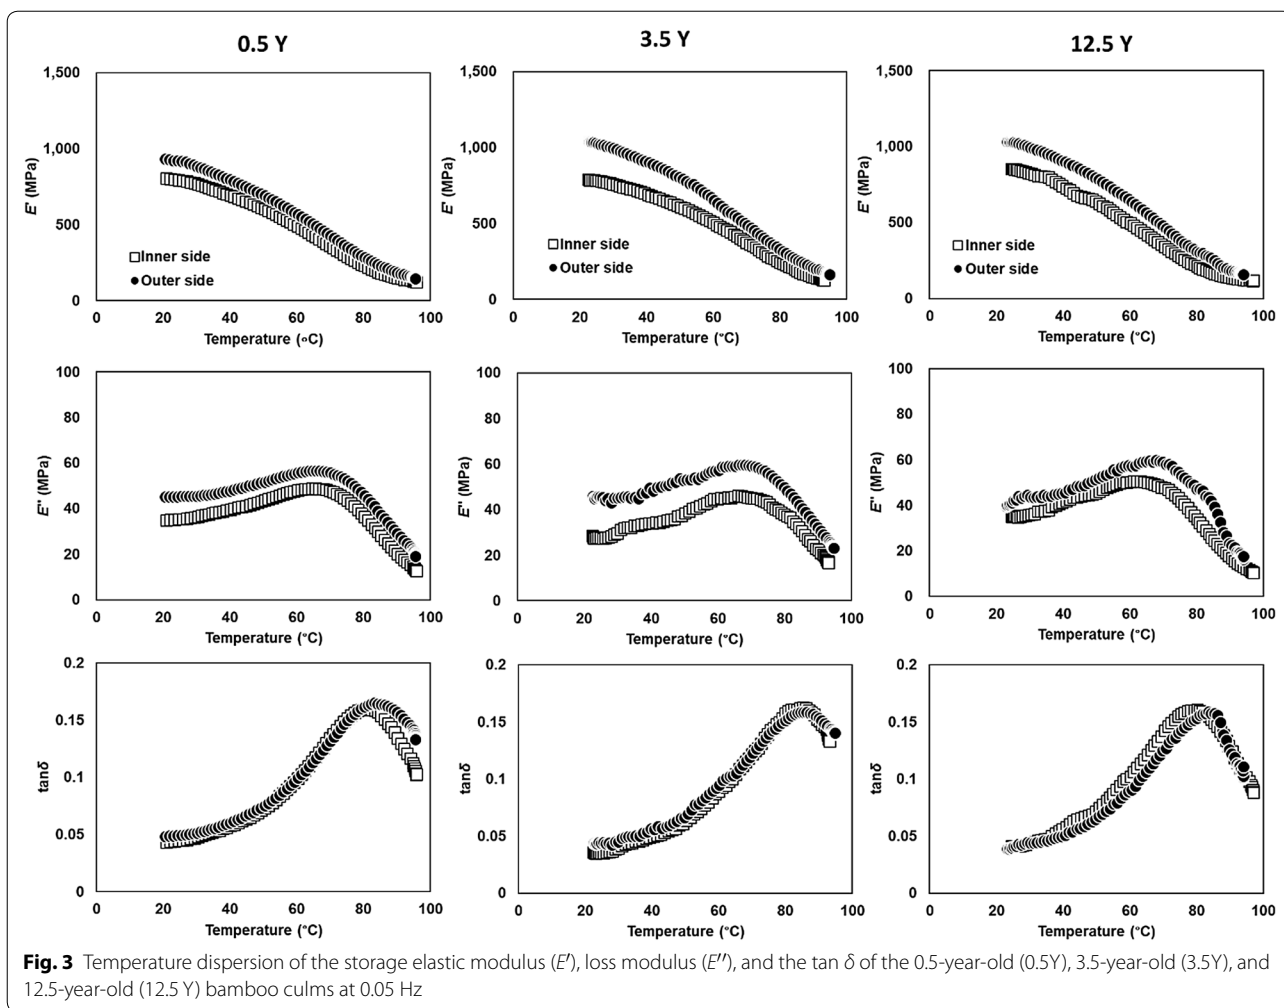 0.5 Y
3.5 Y
12.5 Y
1,500
1,000
500
0
E' (MPa)
Inner side
Outer side
0 20 40 60 80 100
Temperature (oC)
1,500
1,000
500
0
E' (MPa)
Inner side
Outer side
0 20 40 60 80 100
Temperature (°C)
1,500
1,000
500
0
E' (MPa)
Inner side
Outer side
0 20 40 60 80 100
Temperature (°C)
100
80
60
40
20
0
E'' (MPa)
0 20 40 60 80 100
Temperature (°C)
100
80
60
40
20
0
E'' (MPa)
0 20 40 60 80 100
Temperature (°C)
100
80
60
40
20
0
E'' (MPa)
0 20 40 60 80 100
Temperature (°C)
0.2
0.15
0.1
0.05
0
tanδ
0 20 40 60 80 100
Temperature (°C)
0.2
0.15
0.1
0.05
0
tanδ
0 20 40 60 80 100
Temperature (°C)
0.2
0.15
0.1
0.05
0
tanδ
0 20 40 60 80 100
Temperature (°C)
Fig. 3 Temperature dispersion of the storage elastic modulus (E′), loss modulus (E′′), and the tan δ of the 0.5-year-old (0.5Y), 3.5-year-old (3.5Y), and
12.5-year-old (12.5 Y) bamboo culms at 0.05 Hz